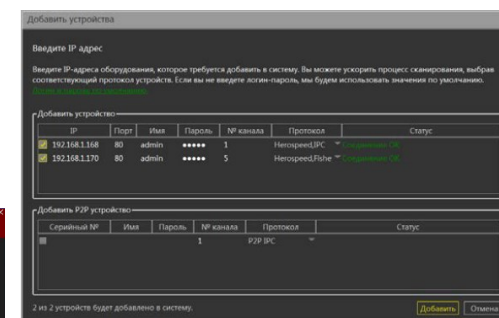 Добавить устройства
Введите IP адрес
Введите IP-адреса оборудования, которое требуется добавить в систему. Вы можете ускорить процесс сканирования, выбрав
соответствующий протокол устройств. Если вы не введете логин-пароль, мы будем использовать значения по умолчанию.
Добавить устройство
IP Порт Имя Пароль № канала Протокол Статус
192.168.1.168 80 admin ●●●●● 1 Herospeed,IPC Соединение OK
192.168.1.170 80 admin ●●●●● 5 Herospeed,Fishe Соединение OK
Добавить P2P устройство
Серийный № Имя Пароль № канала Протокол Статус
1 P2P IPC
2 из 2 устройств будет добавлено в систему.
Добавить Отмена